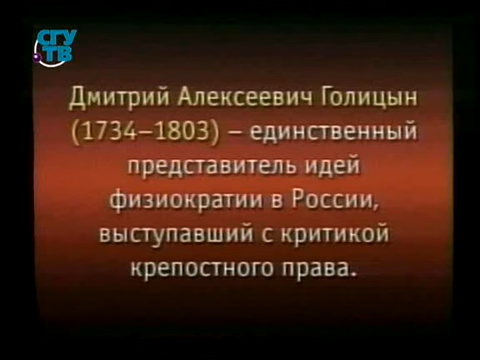 СГУ
ТВ
Дмитрий Алексеевич Голицын
(1734–1803) – единственный
представитель идей
физиократии в России,
выступавший с критикой
крепостного права.